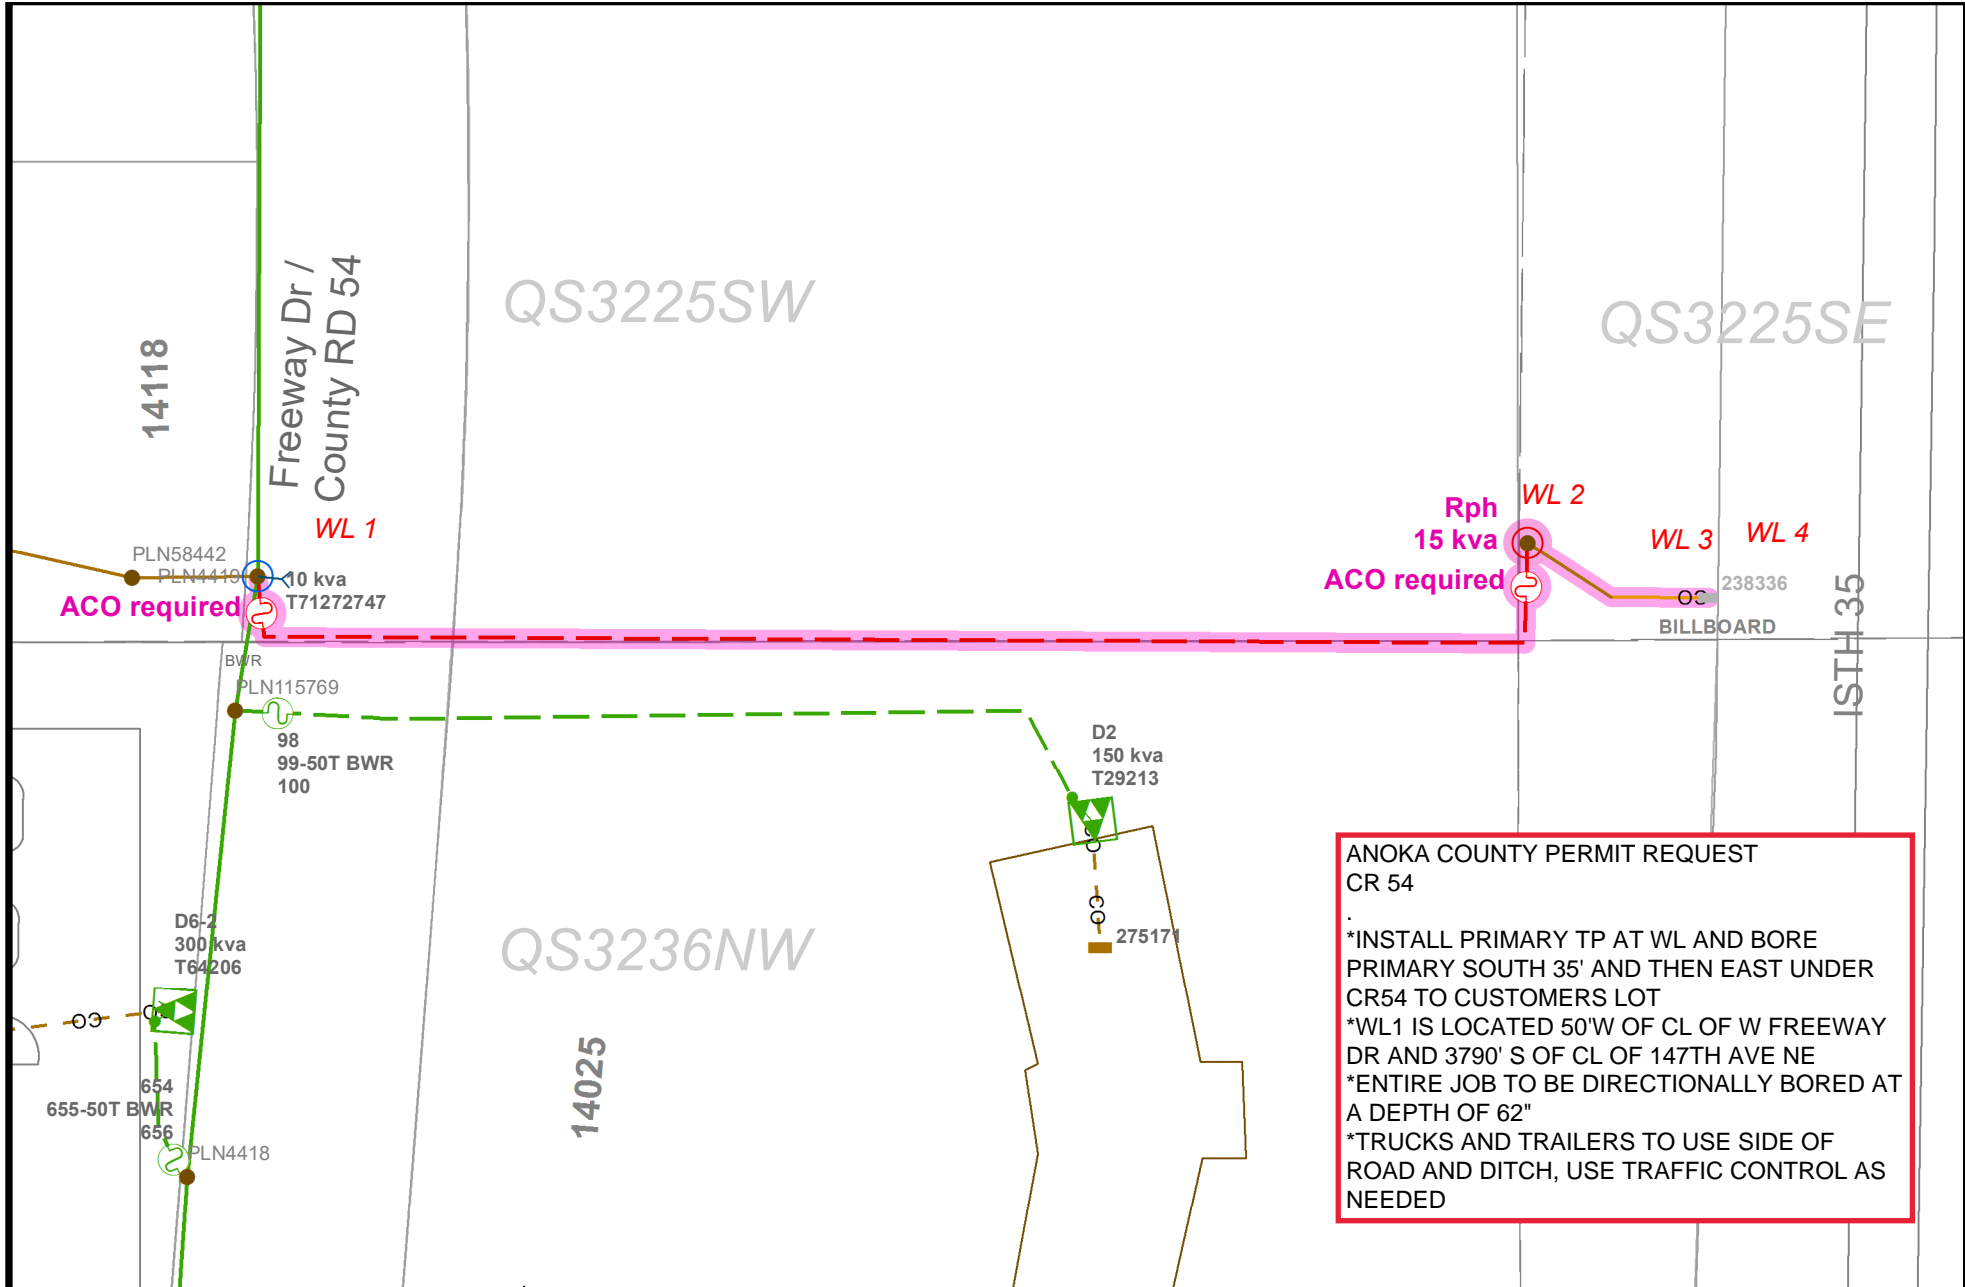 QS3225SW
QS3225SE
14118
Freeway Dr /
County RD 54
WL 1
PLN58442
PLN4419
10 kva
T71272747
ACO required
Rph
15 kva
ACO required
WL 2
WL 3
WL 4
238336
OC
BILLBOARD
ISTH 35
BWR
PLN115769
98
99-50T BWR
100
D2
150 kva
T29213
OC
OC
275171
D6-2
300 kva
T64206
OC
OC
QS3236NW
14025
654
655-50T BWR
656
PLN4418
ANOKA COUNTY PERMIT REQUEST
CR 54
.
*INSTALL PRIMARY TP AT WL AND BORE
PRIMARY SOUTH 35' AND THEN EAST UNDER
CR54 TO CUSTOMERS LOT
*WL1 IS LOCATED 50'W OF CL OF W FREEWAY
DR AND 3790' S OF CL OF 147TH AVE NE
*ENTIRE JOB TO BE DIRECTIONALLY BORED AT
A DEPTH OF 62"
*TRUCKS AND TRAILERS TO USE SIDE OF
ROAD AND DITCH, USE TRAFFIC CONTROL AS
NEEDED